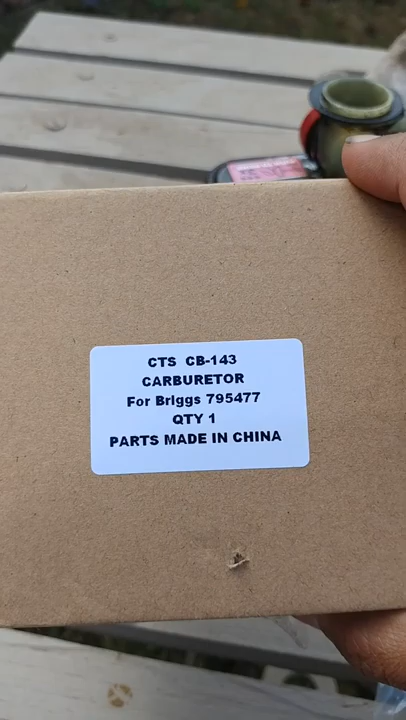 CTS CB-143
CARBURETOR
For Briggs 795477
QTY 1
PARTS MADE IN CHINA